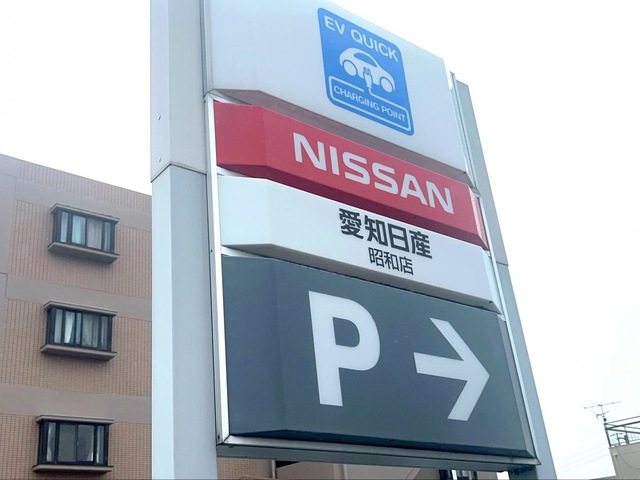 EV QUICK
CHARGING POINT
NISSAN
愛知日産
昭和店
P →